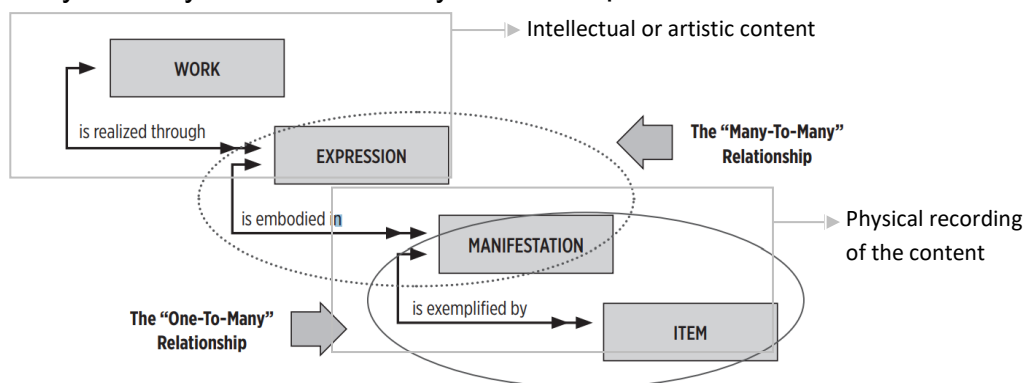 Intellectual or artistic content
WORK
is realized through
The “Many-To-Many”
Relationship
EXPRESSION
is embodied in
Physical recording
of the content
MANIFESTATION
is exemplified by
The “One-To-Many”
Relationship
ITEM